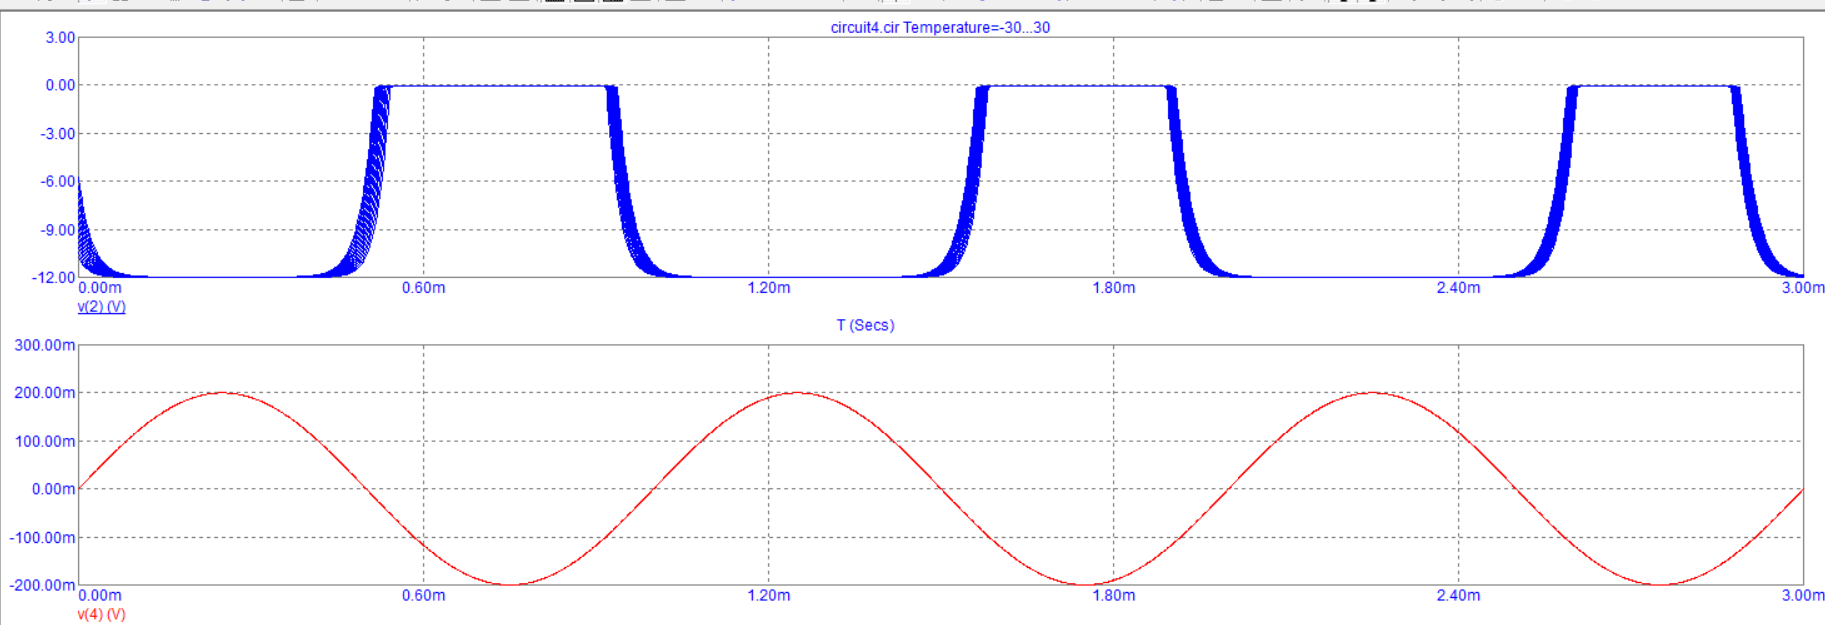 circuit4.cir Temperature=-30...30
3.00
0.00
-3.00
-6.00
-9.00
-12.00
0.00m 0.60m 1.20m 1.80m 2.40m 3.00m
v(2) (V)
T (Secs)
300.00m
200.00m
100.00m
0.00m
-100.00m
-200.00m
0.00m 0.60m 1.20m 1.80m 2.40m 3.00m
v(4) (V)